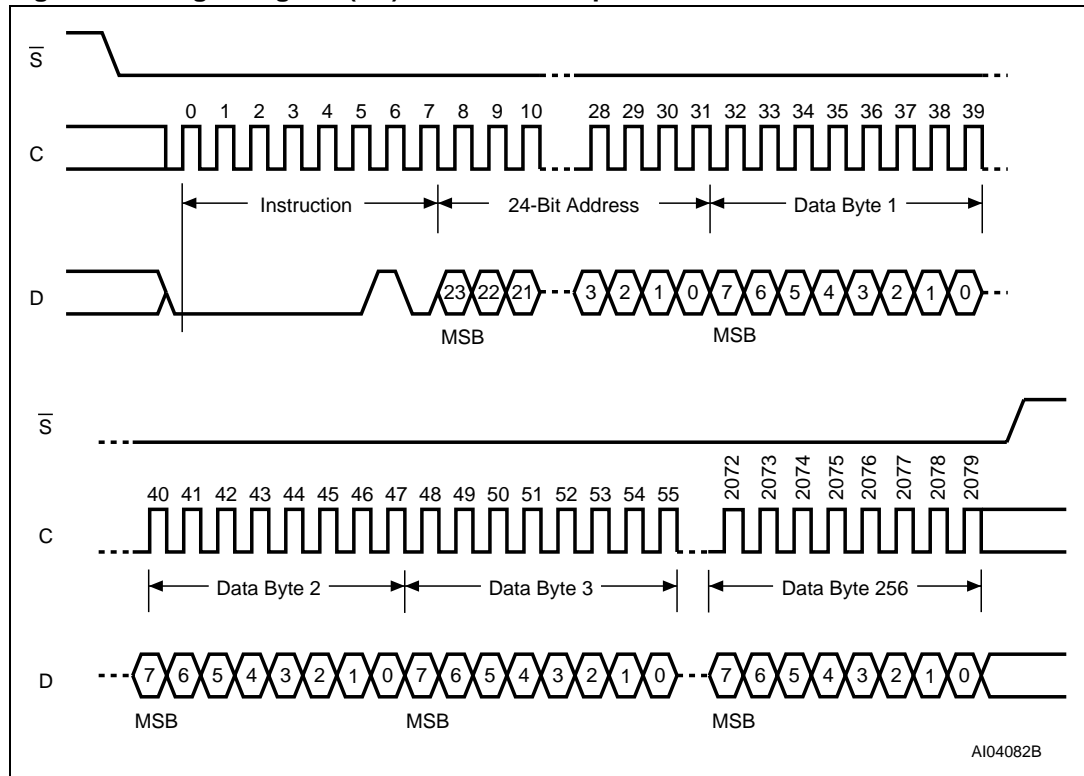 S
0 1 2 3 4 5 6 7 8 9 10 28 29 30 31 32 33 34 35 36 37 38 39
C
Instruction 24-Bit Address Data Byte 1
D 23 22 21 3 2 1 0 7 6 5 4 3 2 1 0
MSB MSB
S
40 41 42 43 44 45 46 47 48 49 50 51 52 53 54 55 2072 2073 2074 2075 2076 2077 2078 2079
C
Data Byte 2 Data Byte 3 Data Byte 256
D 7 6 5 4 3 2 1 0 7 6 5 4 3 2 1 0 7 6 5 4 3 2 1 0
MSB MSB MSB
AI04082B